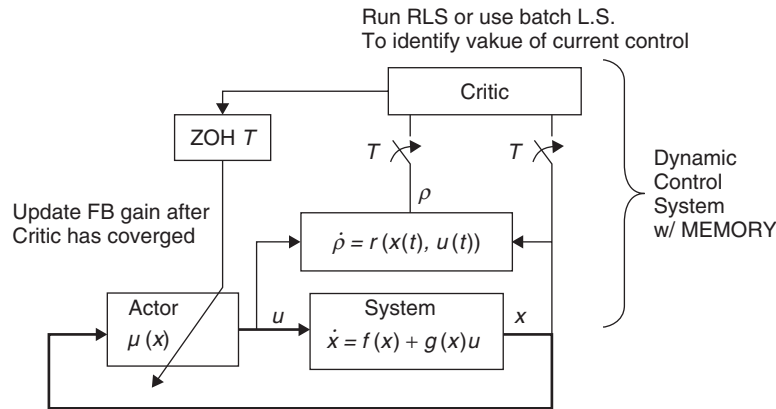 Run RLS or use batch L.S.
To identify vakue of current control
Critic
ZOH T
T
T
Dynamic
Control
System
w/ MEMORY
ρ
Update FB gain after
Critic has coverged
ρ̇ = r (x(t), u(t))
Actor
μ (x)
u
System
ẋ = f (x) + g (x)u
x